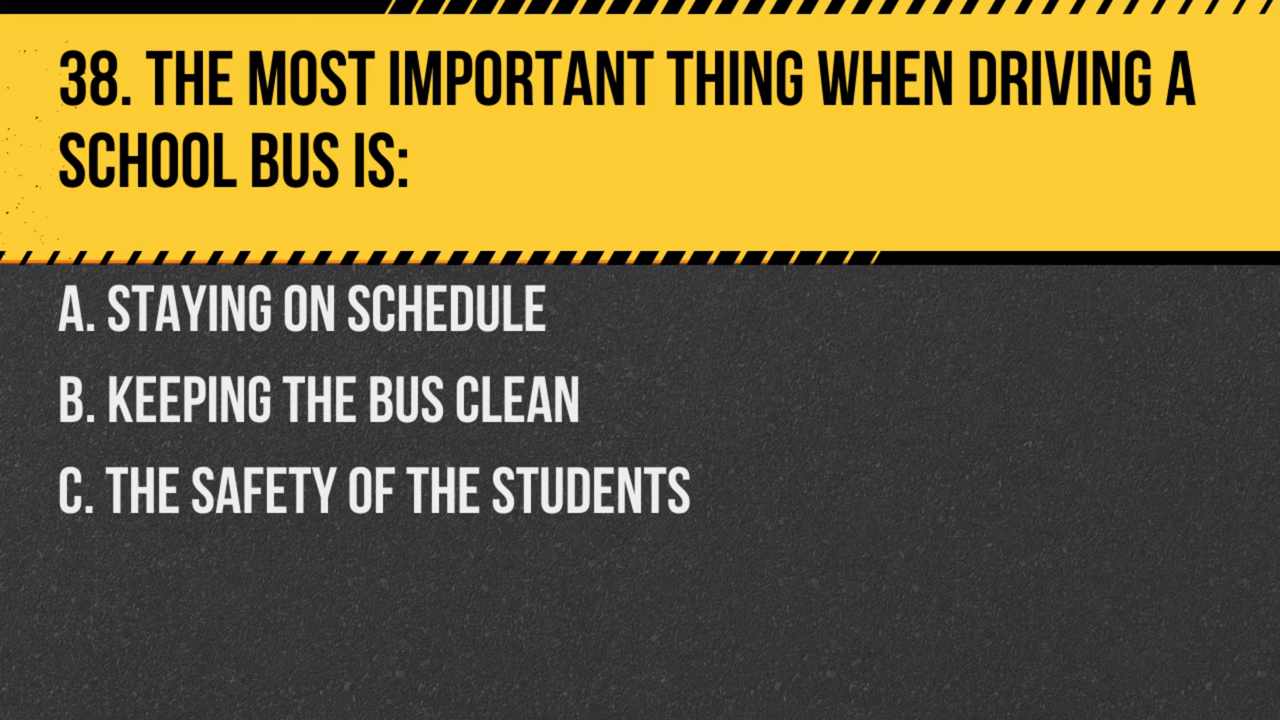 38. THE MOST IMPORTANT THING WHEN DRIVING A
SCHOOL BUS IS:
A. STAYING ON SCHEDULE
B. KEEPING THE BUS CLEAN
C. THE SAFETY OF THE STUDENTS